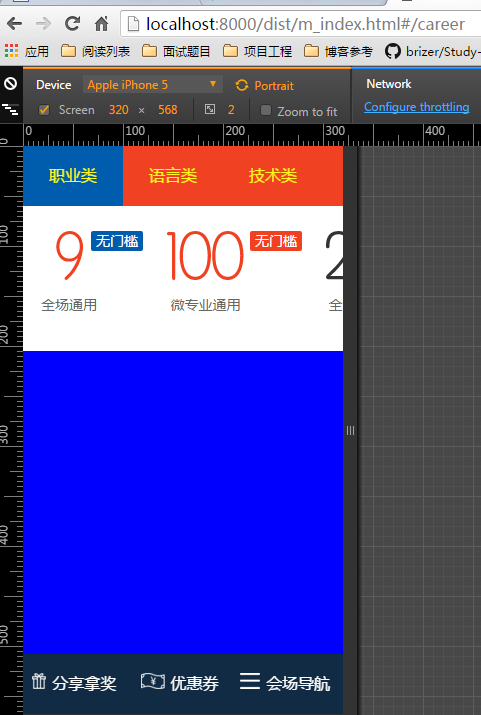 localhost:8000/dist/m_index.html#/career
应用 阅读列表 面试题目 项目工程 博客参考 brizer/Study-
Device Apple iPhone 5 Portrait Network
Screen 320 × 568 2 Zoom to fit Configure throttling
0 100 200 300 400
职业类 语言类 技术类
9 无门槛 100 无门槛 2
全场通用 微专业通用 全
100
200
300
400
500
分享拿奖 优惠券 会场导航